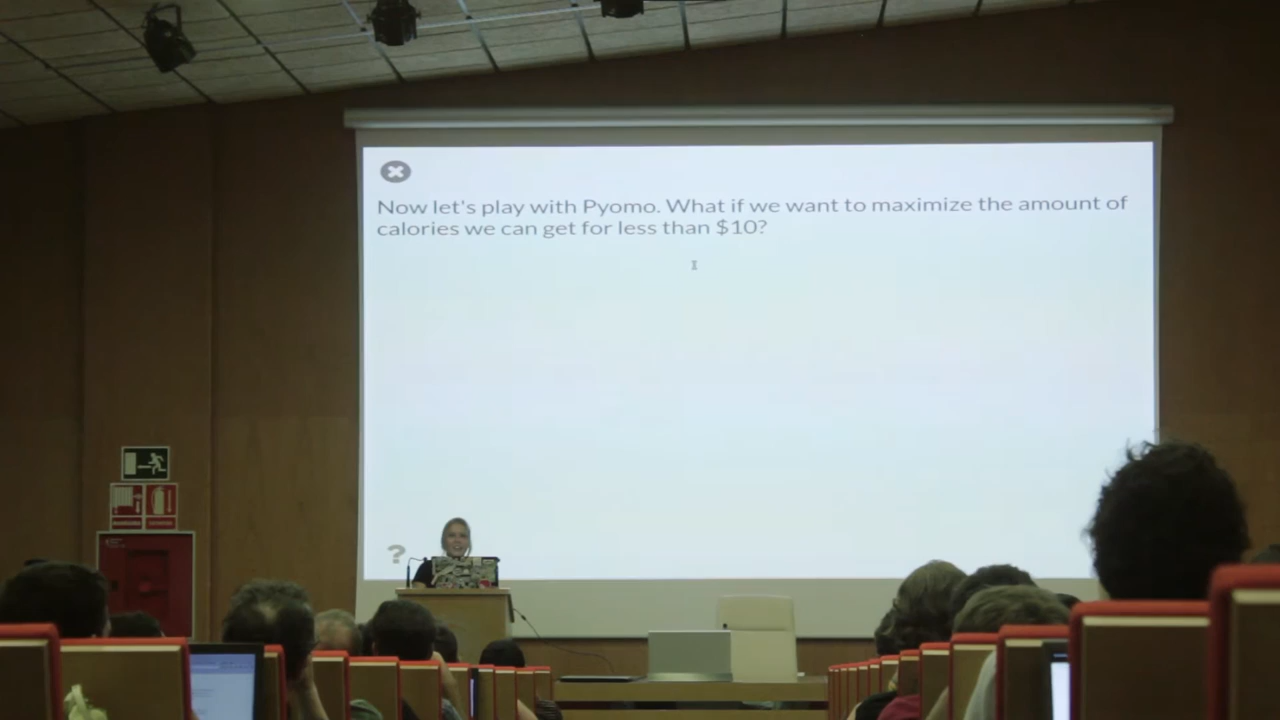 Now let's play with Pyomo. What if we want to maximize the amount of
calories we can get for less than $10?
?